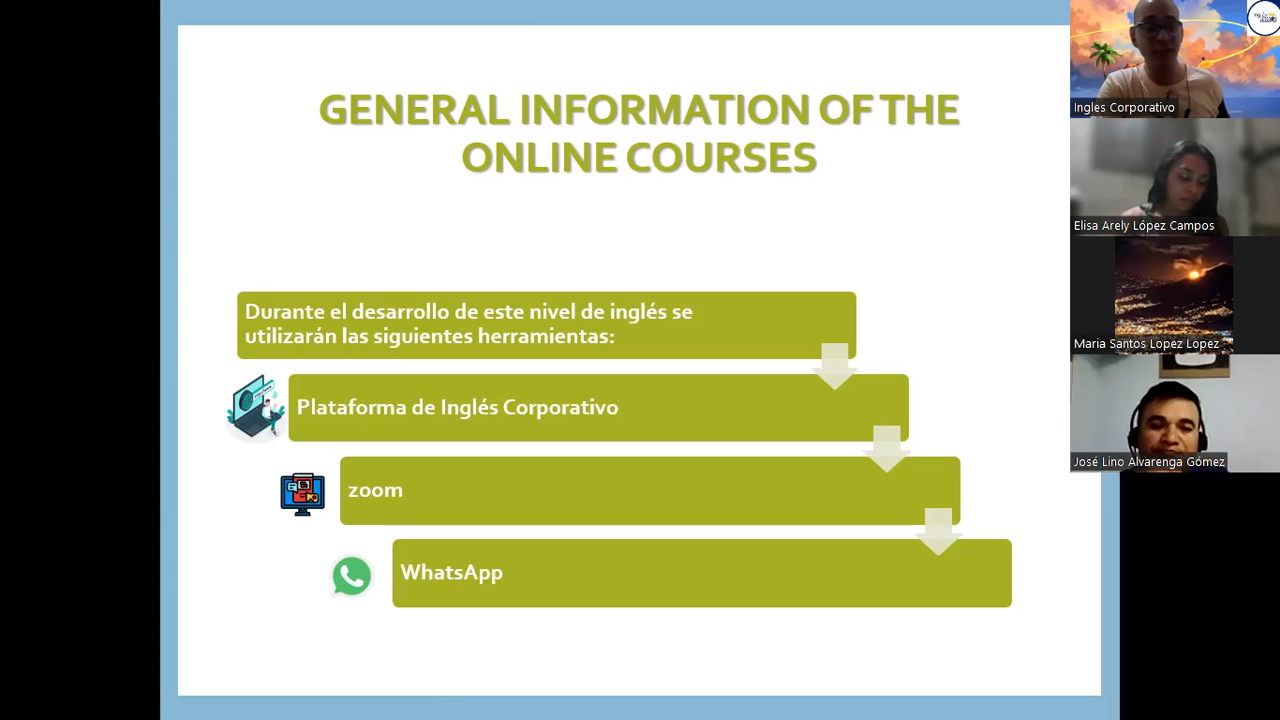 GENERAL INFORMATION OF THE
ONLINE COURSES
Durante el desarrollo de este nivel de inglés se
utilizarán las siguientes herramientas:
Plataforma de Inglés Corporativo
zoom
WhatsApp
Ingles Corporativo
Elisa Arely López Campos
Maria Santos Lopez Lopez
José Lino Alvarenga Gómez